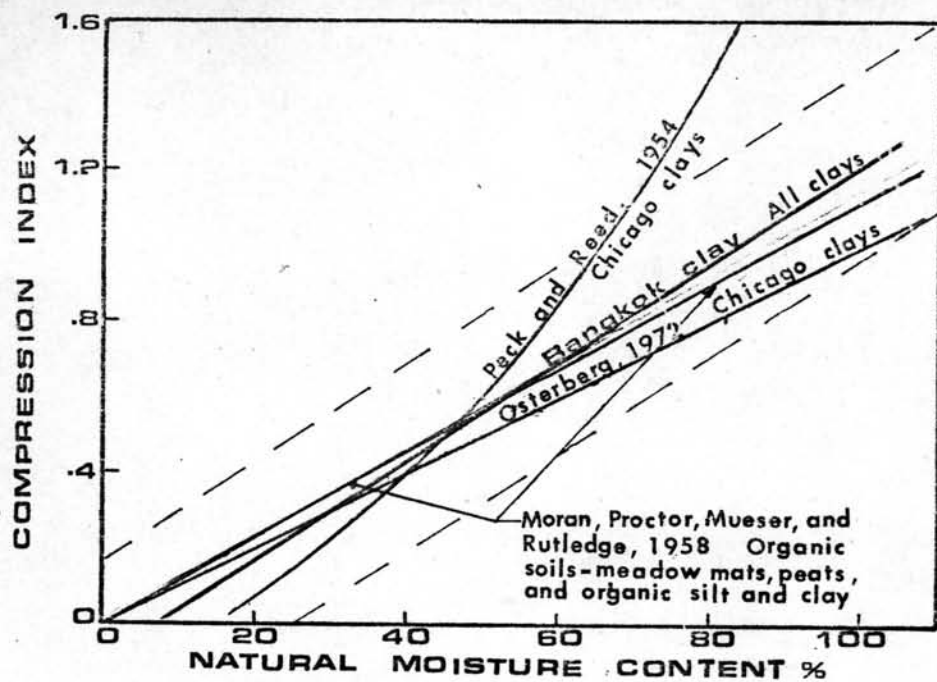 1.6
1.2
.8
.4
0
COMPRESSION INDEX
Peck and Reed, 1954
Chicago clays
Bangkok clay All clays
Osterberg, 1972 Chicago clays
Moran, Proctor, Mueser, and
Rutledge, 1958 Organic
soils-meadow mats, peats,
and organic silt and clay
0 20 40 60 80 100
NATURAL MOISTURE CONTENT %